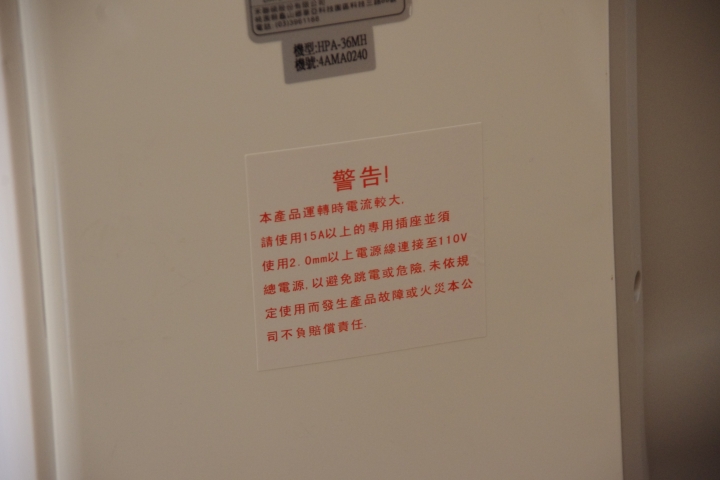 機型:HPA-36MH
機號:4AMA0240
警告!
本產品運轉時電流較大,
請使用15A以上的專用插座並須
使用2.0mm以上電源線連接至110V
總電源,以避免跳電或危險,未依規
定使用而發生產品故障或火災本公
司不負賠償責任.